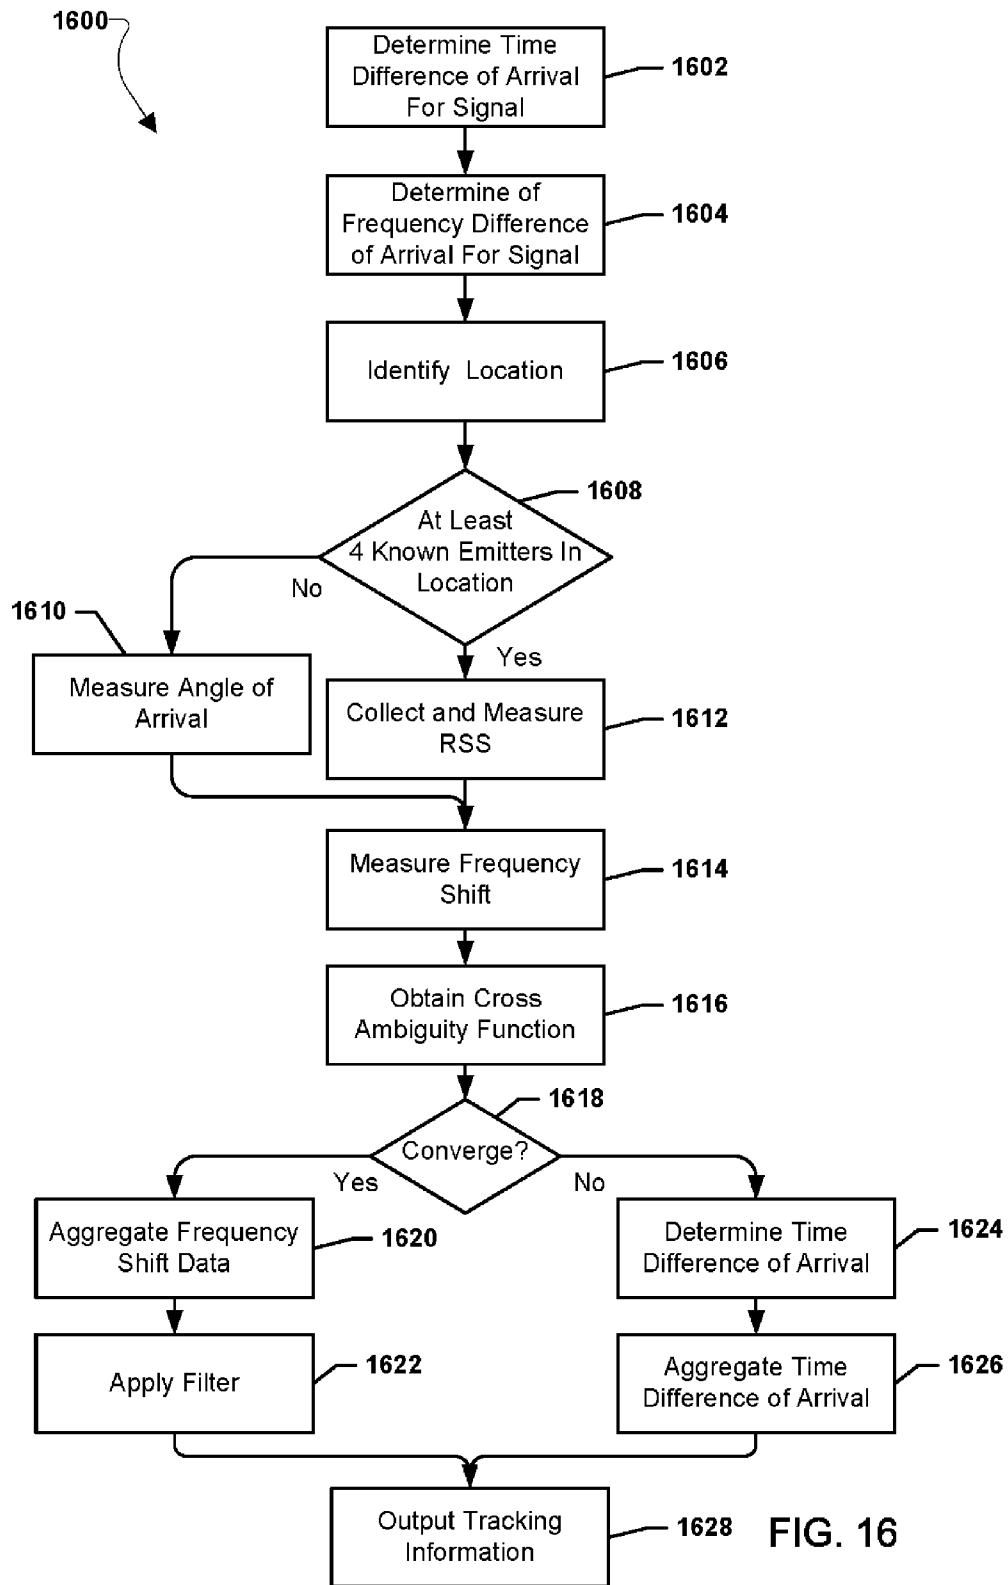 1600
Determine Time
Difference of Arrival
For Signal
1602
Determine of
Frequency Difference
of Arrival For Signal
1604
Identify Location
1606
1608
At Least
4 Known Emitters In
Location
No
Yes
1610
Measure Angle of
Arrival
Collect and Measure
RSS
1612
Measure Frequency
Shift
1614
Obtain Cross
Ambiguity Function
1616
1618
Converge?
Yes
No
Aggregate Frequency
Shift Data
1620
Determine Time
Difference of Arrival
1624
Apply Filter
1622
Aggregate Time
Difference of Arrival
1626
Output Tracking
Information
1628
FIG. 16